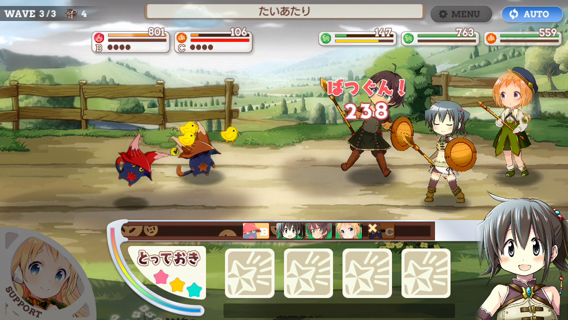 WAVE 3/3 4
たいあたり
MENU
AUTO
801
B
106
C
147
763
559
ばつぐん!
238
とっておき
SUPPORT